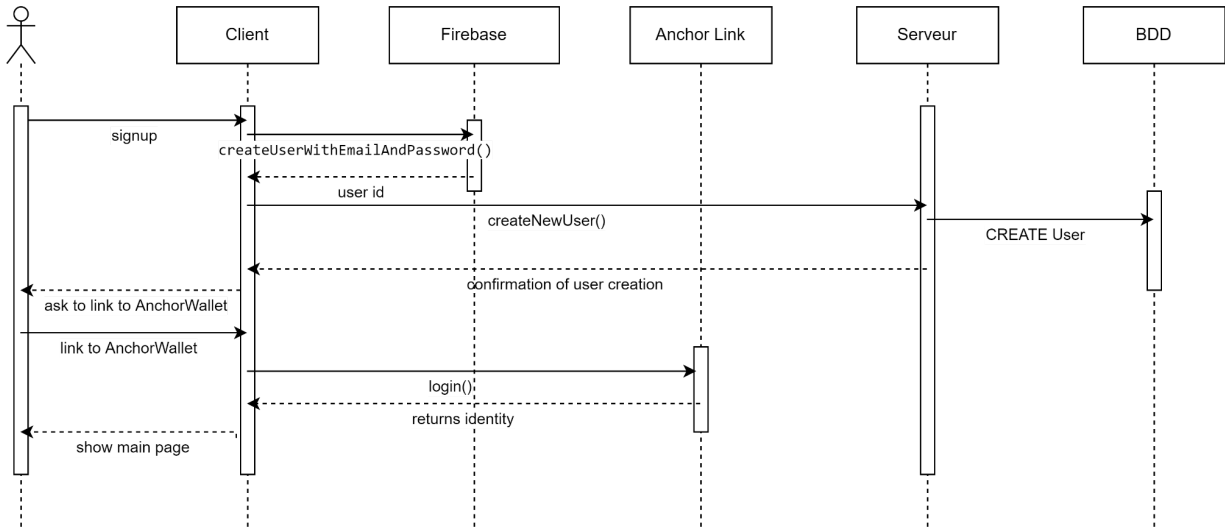 Client
Firebase
Anchor Link
Serveur
BDD
signup
createUserWithEmailAndPassword()
user id
createNewUser()
CREATE User
confirmation of user creation
ask to link to AnchorWallet
link to AnchorWallet
login()
returns identity
show main page